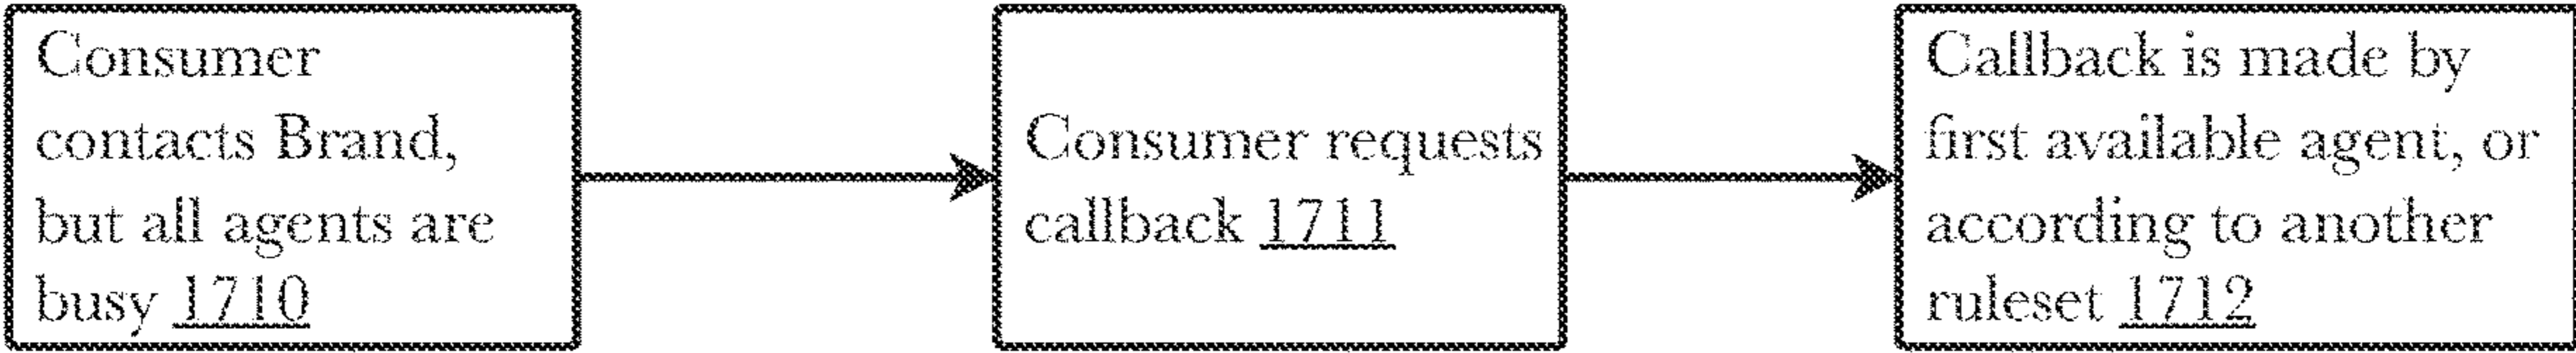 Consumer
contacts Brand,
but all agents are
busy 1710
Consumer requests
callback 1711
Callback is made by
first available agent, or
according to another
ruleset 1712